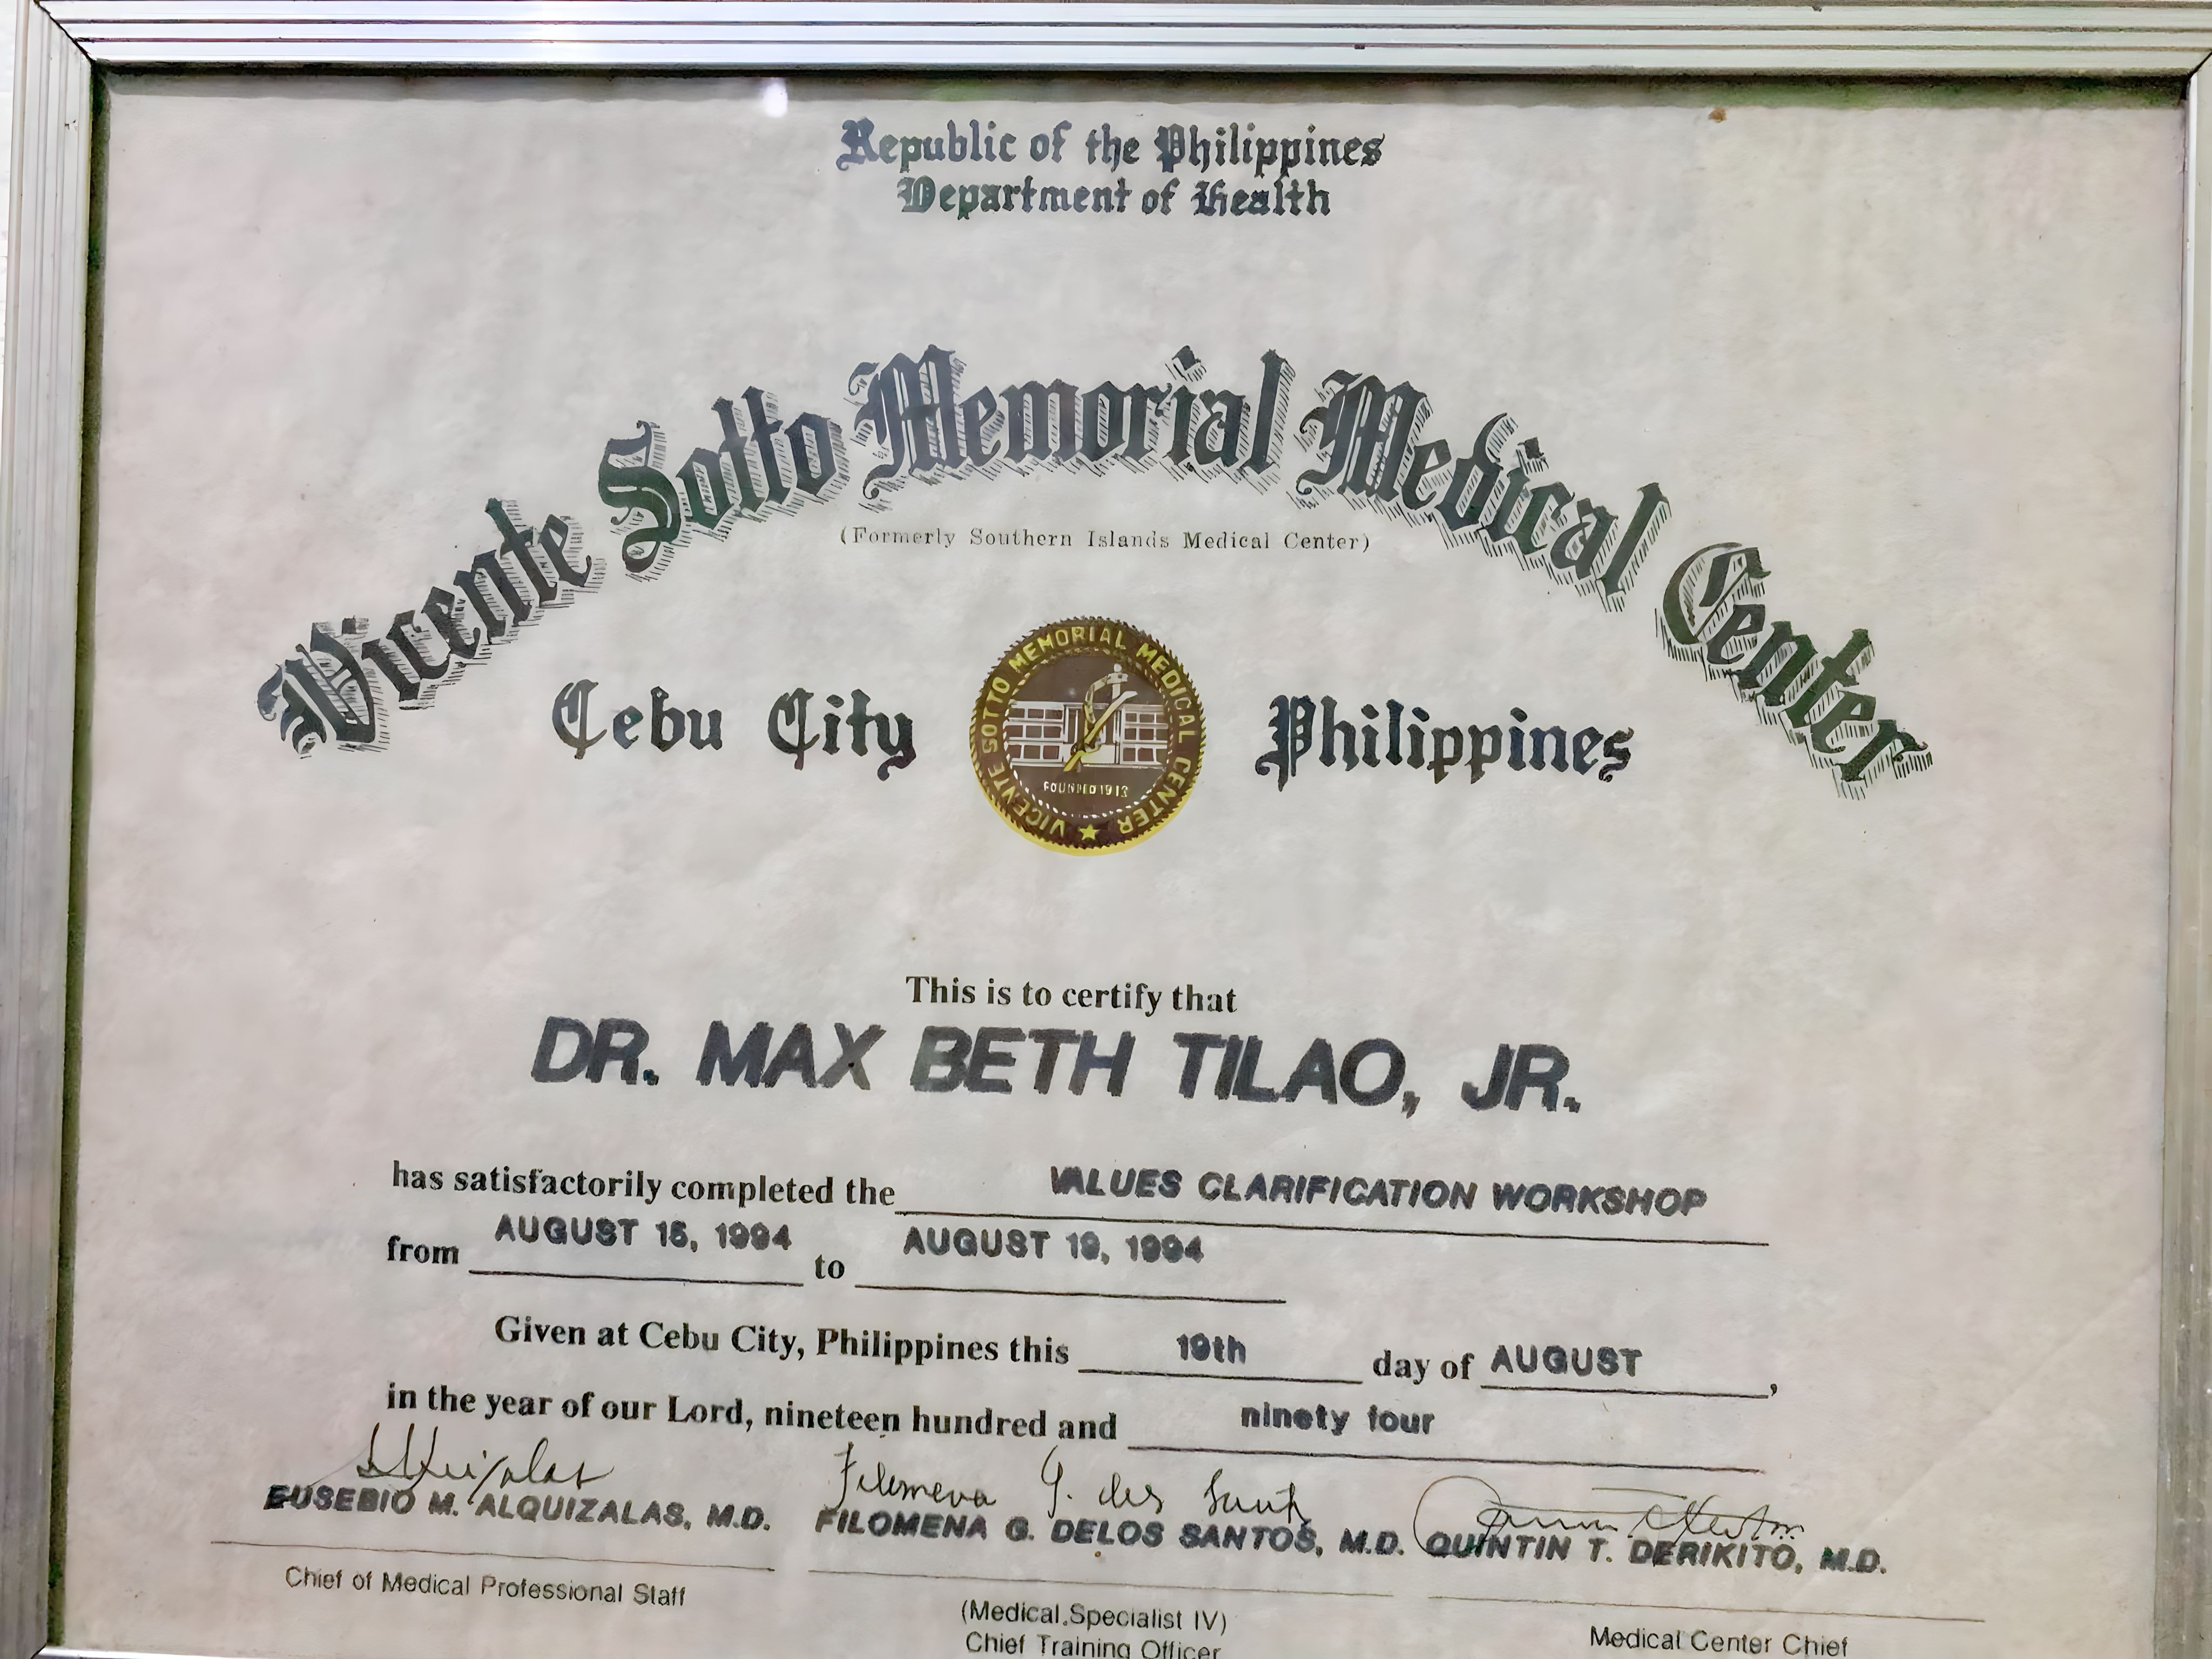 Republic of the Philippines
Department of Health
Vicente Sotto Memorial Medical Center
(Formerly Southern Islands Medical Center)
Cebu City
VICENTE SOTTO MEMORIAL MEDICAL CENTER
FOUNDED 1913
Philippines
This is to certify that
DR. MAX BETH TILAO, JR.
has satisfactorily completed the VALUES CLARIFICATION WORKSHOP
from AUGUST 15, 1994 to AUGUST 19, 1994
Given at Cebu City, Philippines this 19th day of AUGUST,
in the year of our Lord, nineteen hundred and ninety four
Filomena G. delos Santos
EUSEBIO M. ALQUIZALAS, M.D. FILOMENA G. DELOS SANTOS, M.D. QUINTIN T. DERIKITO, M.D.
Chief of Medical Professional Staff
(Medical Specialist IV)
Chief Training Officer
Medical Center Chief